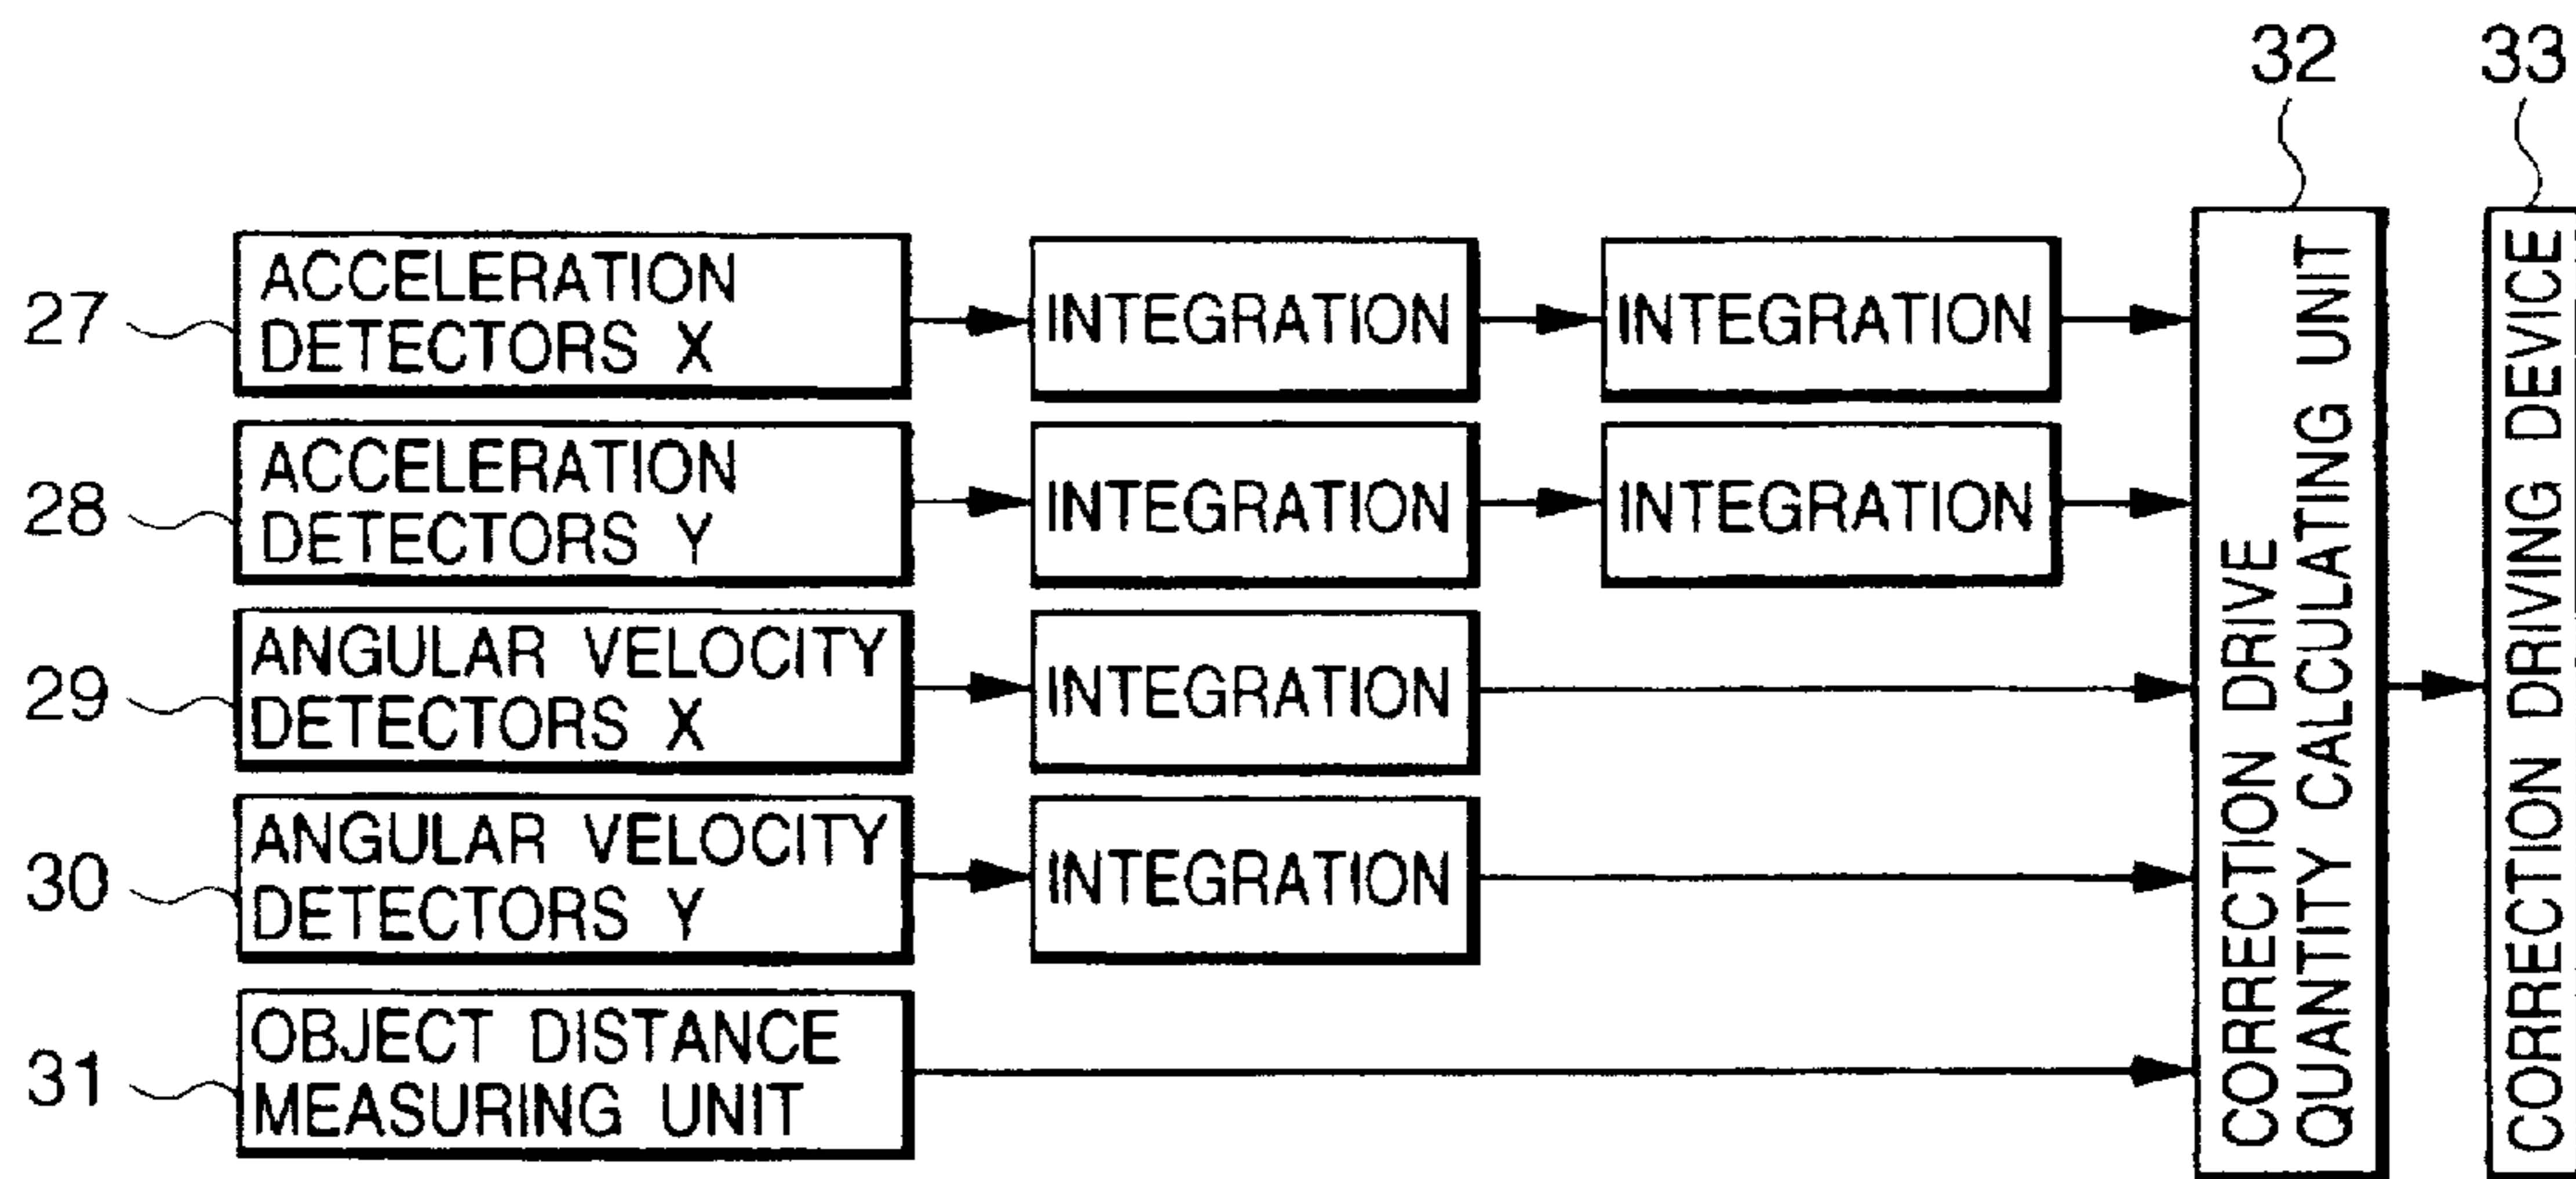 32
33
27
ACCELERATION
DETECTORS X
INTEGRATION
INTEGRATION
28
ACCELERATION
DETECTORS Y
INTEGRATION
INTEGRATION
29
ANGULAR VELOCITY
DETECTORS X
INTEGRATION
30
ANGULAR VELOCITY
DETECTORS Y
INTEGRATION
31
OBJECT DISTANCE
MEASURING UNIT
CORRECTION DRIVE
QUANTITY CALCULATING UNIT
CORRECTION DRIVING DEVICE